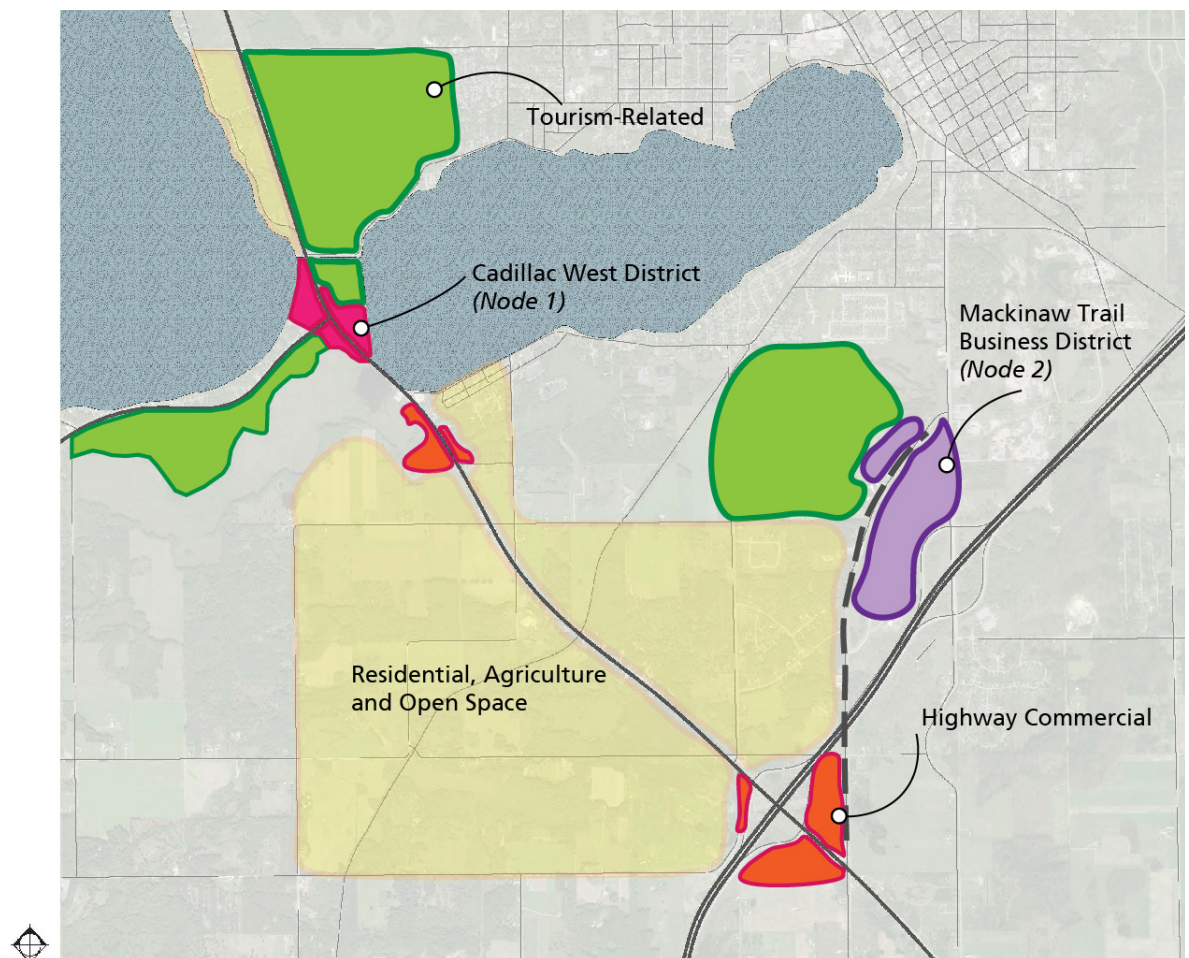 Tourism-Related
Cadillac West District
(Node 1)
Mackinaw Trail
Business District
(Node 2)
Residential, Agriculture
and Open Space
Highway Commercial